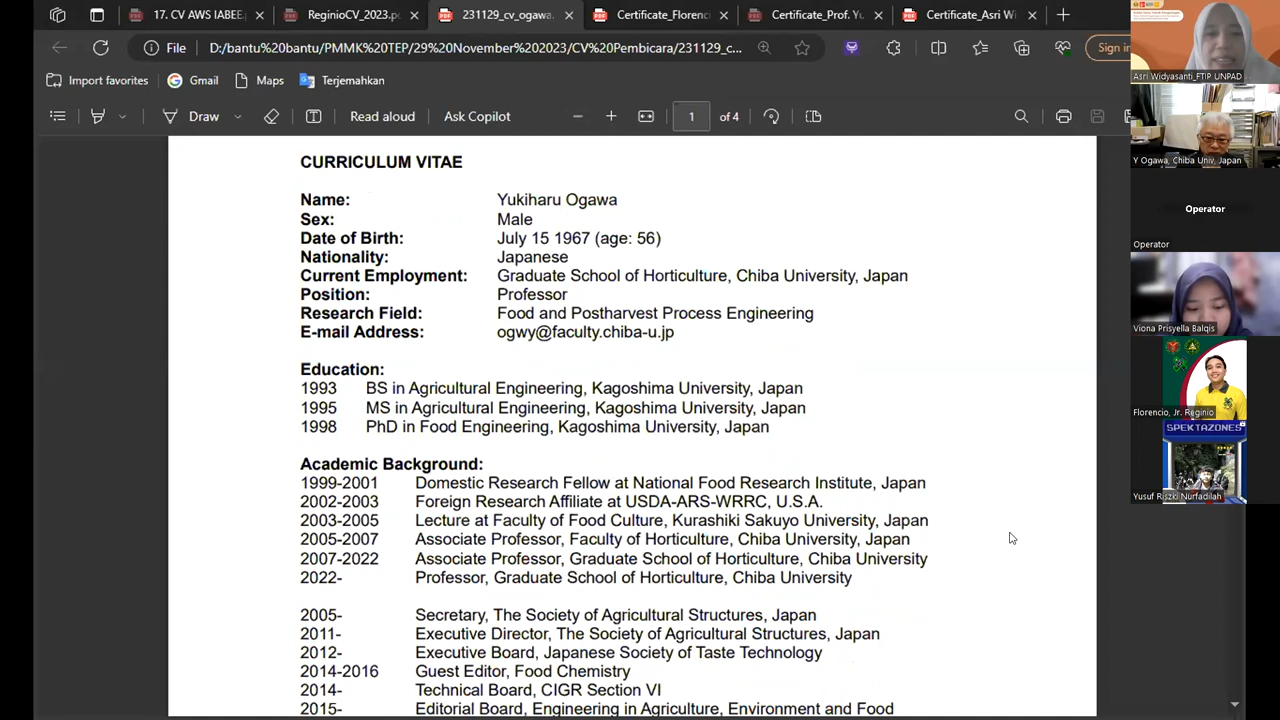 17. CV AWS IABEE.
ReginioCV_2023.pdf
231129_cv_ogawa
Certificate_Floren
Certificate_Prof. Yu
Certificate_Asri Wi
File
D:/bantu%20bantu/PMMK%20TEP/29%20November%202023/CV%20Pembicara/231129_c...
Sign in
Import favorites
Gmail
Maps
Terjemahkan
Draw
Read aloud
Ask Copilot
1
of 4
CURRICULUM VITAE
Name: Yukiharu Ogawa
Sex: Male
Date of Birth: July 15 1967 (age: 56)
Nationality: Japanese
Current Employment: Graduate School of Horticulture, Chiba University, Japan
Position: Professor
Research Field: Food and Postharvest Process Engineering
E-mail Address: ogwy@faculty.chiba-u.jp
Education:
1993 BS in Agricultural Engineering, Kagoshima University, Japan
1995 MS in Agricultural Engineering, Kagoshima University, Japan
1998 PhD in Food Engineering, Kagoshima University, Japan
Academic Background:
1999-2001 Domestic Research Fellow at National Food Research Institute, Japan
2002-2003 Foreign Research Affiliate at USDA-ARS-WRRC, U.S.A.
2003-2005 Lecture at Faculty of Food Culture, Kurashiki Sakuyo University, Japan
2005-2007 Associate Professor, Faculty of Horticulture, Chiba University, Japan
2007-2022 Associate Professor, Graduate School of Horticulture, Chiba University
2022- Professor, Graduate School of Horticulture, Chiba University
2005- Secretary, The Society of Agricultural Structures, Japan
2011- Executive Director, The Society of Agricultural Structures, Japan
2012- Executive Board, Japanese Society of Taste Technology
2014-2016 Guest Editor, Food Chemistry
2014- Technical Board, CIGR Section VI
2015- Editorial Board, Engineering in Agriculture, Environment and Food
Asri Widyasanti_FTIP UNPAD
Y Ogawa, Chiba Univ, Japan
Operator
Operator
Viona Prisyella Balqis
Florencio, Jr. Reginio
SPEKTAZONES
Yusuf Riszki Nurfadilah